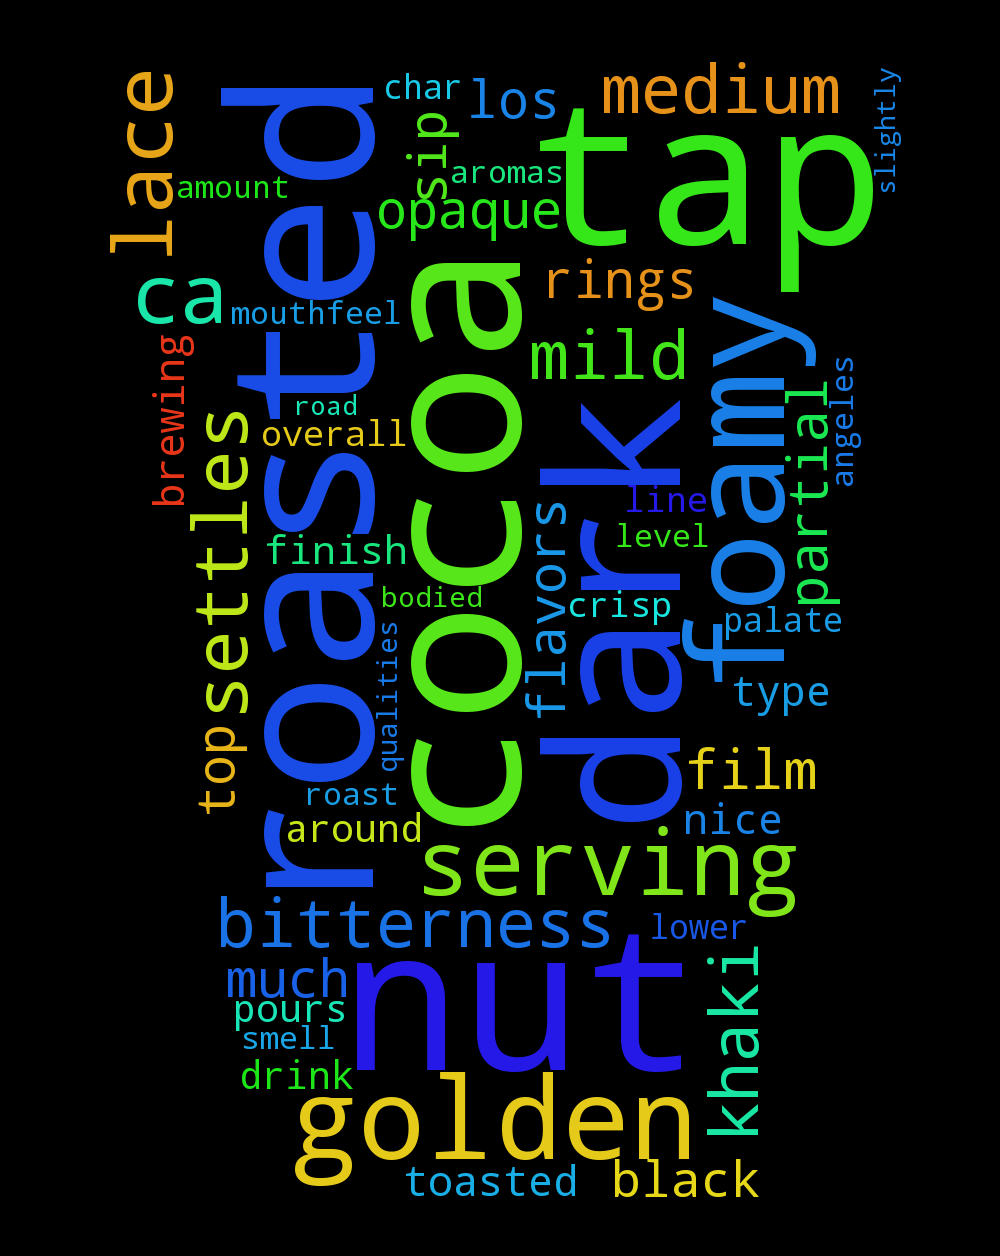 lace
roasted
char
los
medium
slightly
tap
sip
aromas
amount
opaque
ca
mouthfeel
cocoa
rings
foamy
brewing
mild
angeles
partial
road
overall
settles
dark
line
flavors
level
finish
bodied
crisp
palate
qualities
type
top
film
roast
nice
around
serving
bitterness
lower
nut
much
khaki
pours
smell
drink
golden
toasted
black